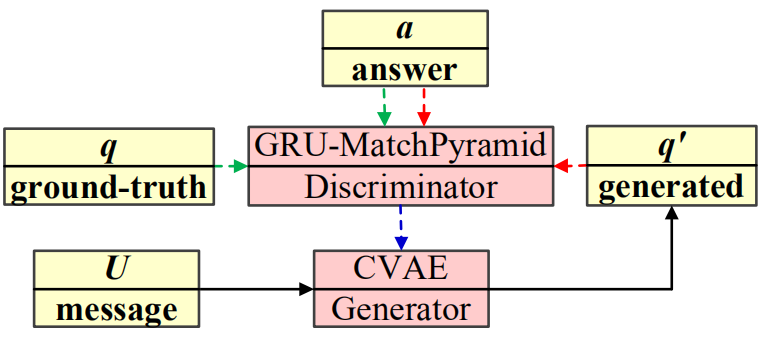 a
answer
q
ground-truth
GRU-MatchPyramid
Discriminator
q'
generated
U
message
CVAE
Generator